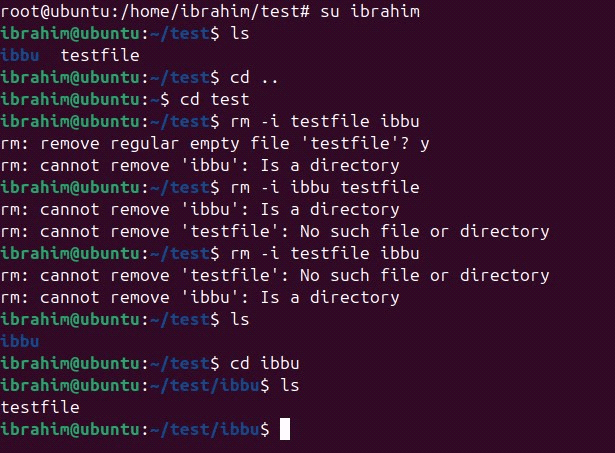 root@ubuntu:/home/ibrahim/test# su ibrahim
ibrahim@ubuntu:~/test$ ls
ibbu  testfile
ibrahim@ubuntu:~/test$ cd ..
ibrahim@ubuntu:~$ cd test
ibrahim@ubuntu:~/test$ rm -i testfile ibbu
rm: remove regular empty file 'testfile'? y
rm: cannot remove 'ibbu': Is a directory
ibrahim@ubuntu:~/test$ rm -i ibbu testfile
rm: cannot remove 'ibbu': Is a directory
rm: cannot remove 'testfile': No such file or directory
ibrahim@ubuntu:~/test$ rm -i testfile ibbu
rm: cannot remove 'testfile': No such file or directory
rm: cannot remove 'ibbu': Is a directory
ibrahim@ubuntu:~/test$ ls
ibbu
ibrahim@ubuntu:~/test$ cd ibbu
ibrahim@ubuntu:~/test/ibbu$ ls
testfile
ibrahim@ubuntu:~/test/ibbu$